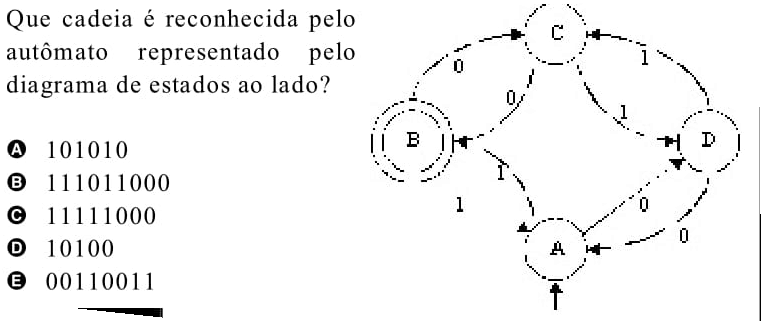 Que cadeia é reconhecida pelo
autômato representado pelo
diagrama de estados ao lado?
A 101010
B 111011000
C 11111000
D 10100
E 00110011
C
0
1
0
1
B
D
1
1
0
A
0